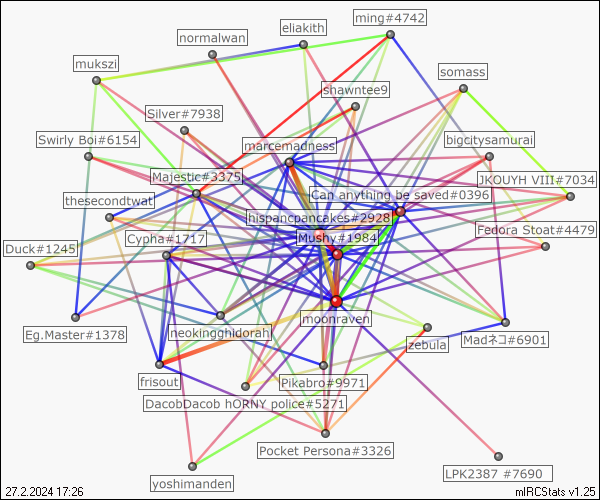 ming#4742
eliakith
normalwan
mukszi
somass
shawntee9
Silver#7938
Swirly Boi#6154
marcemadness
bigcitysamurai
Majestic#3375
JKOUYH VIII#7034
Can anything be saved#0396
thesecondtwat
hispancpancakes#2928
Fedora Stoat#4479
Cypha#1717
Mushy#1984
Duck#1245
moonraven
Eg.Master#1378
neokingghidorah
zebula
Madネコ#6901
frisout
Pikabro#9971
DacobDacob hORNY police#5271
Pocket Persona#3326
LPK2387 #7690
yoshimanden
27.2.2024 17:26
mIRCStats v1.25